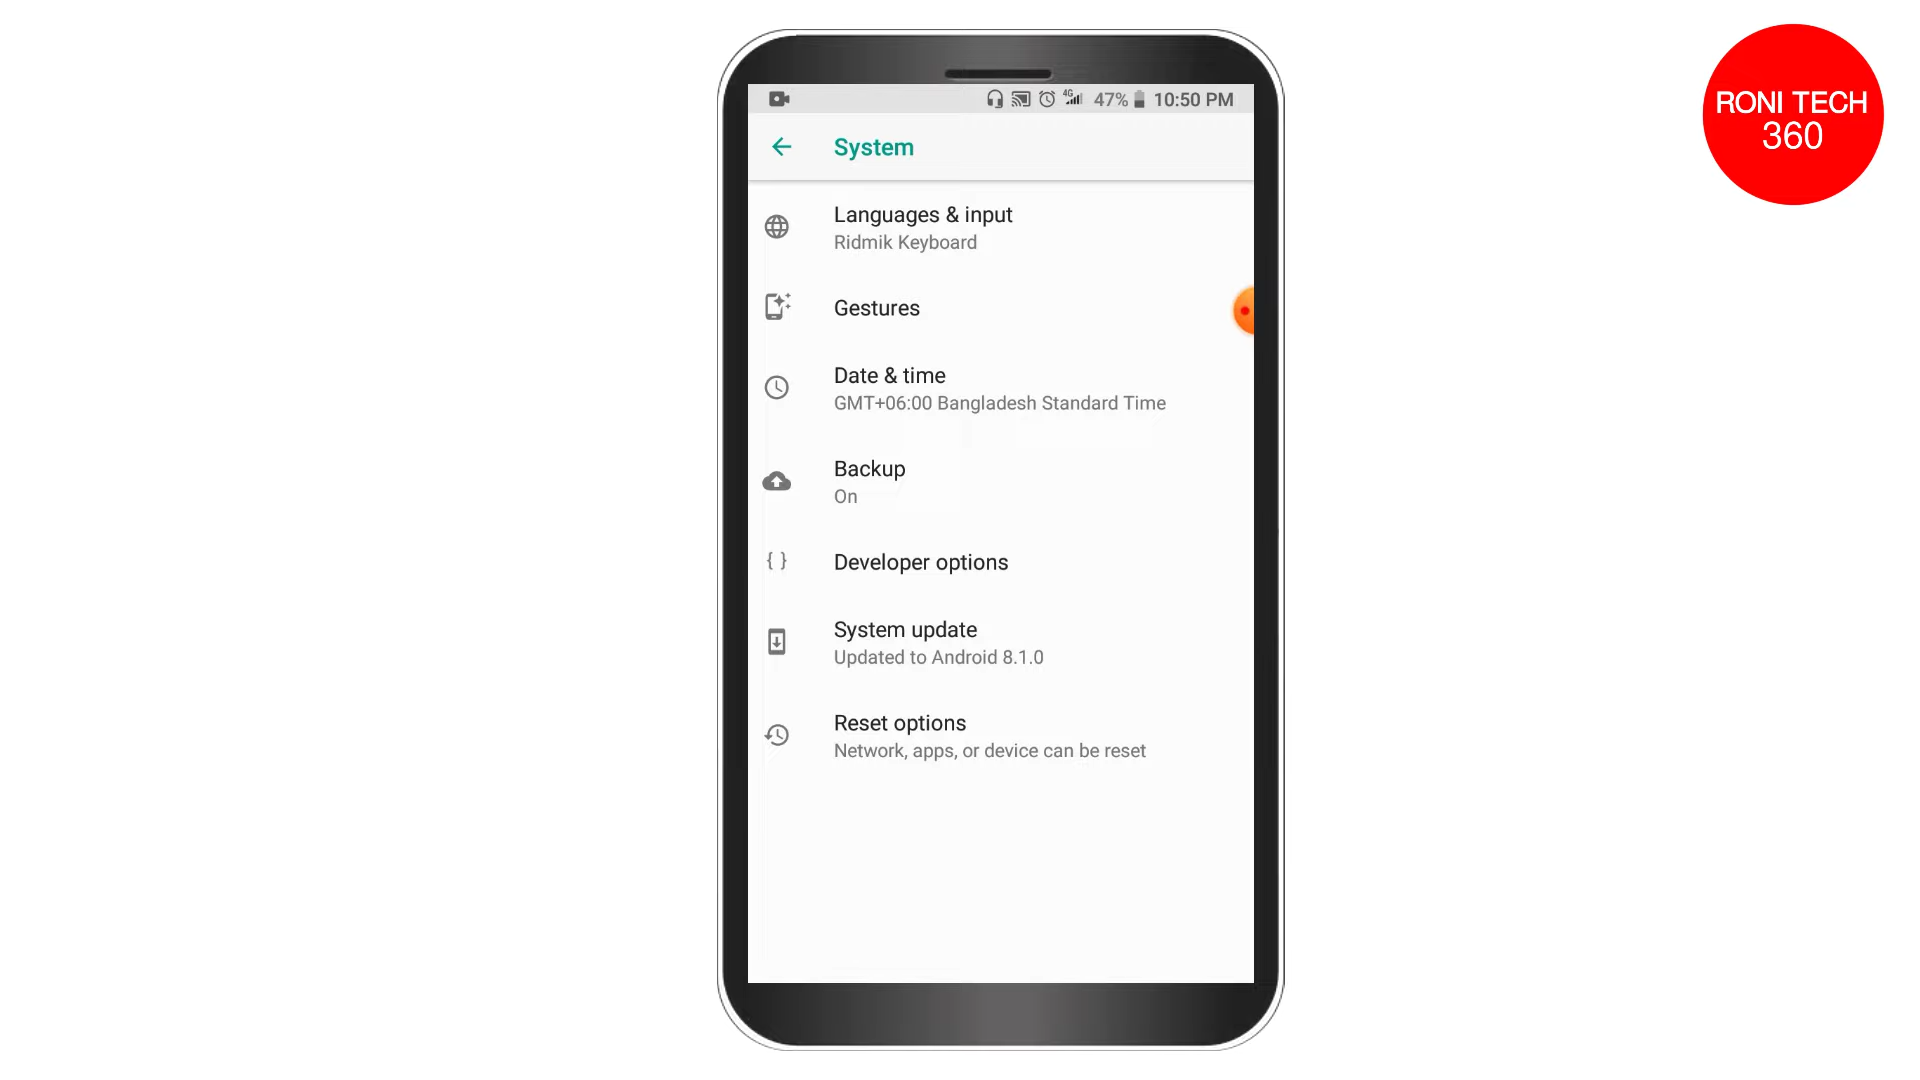 RONI TECH
360
4G 47% 10:50 PM
System
Languages & input
Ridmik Keyboard
Gestures
Date & time
GMT+06:00 Bangladesh Standard Time
Backup
On
Developer options
System update
Updated to Android 8.1.0
Reset options
Network, apps, or device can be reset